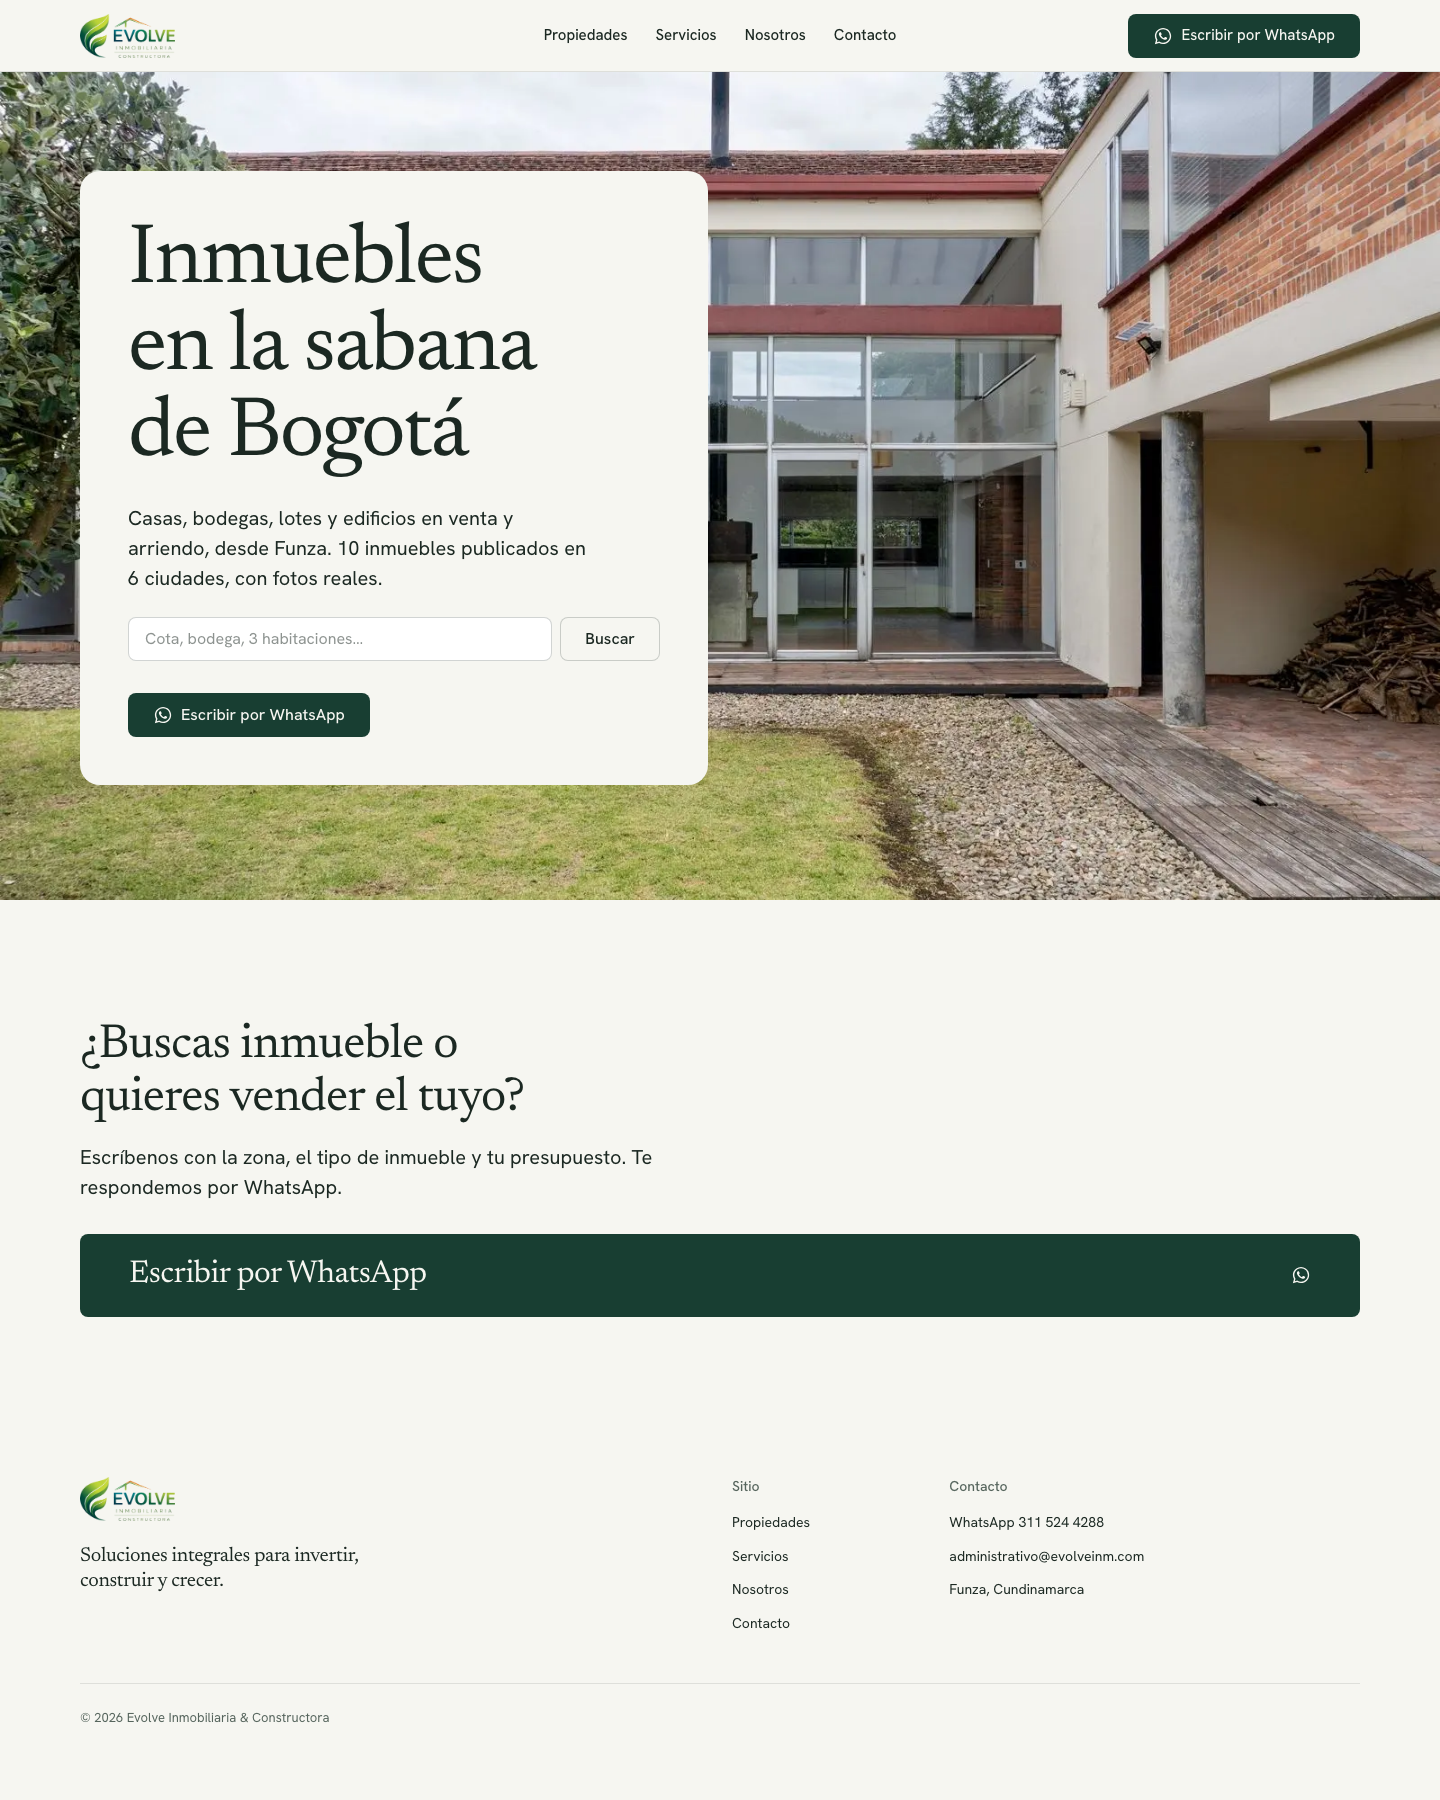 EVOLVE
INMOBILIARIA
CONSTRUCTORA
Propiedades
Servicios
Nosotros
Contacto
Escribir por WhatsApp
Inmuebles
en la sabana
de Bogotá
Casas, bodegas, lotes y edificios en venta y
arriendo, desde Funza. 10 inmuebles publicados en
6 ciudades, con fotos reales.
Cota, bodega, 3 habitaciones...
Buscar
Escribir por WhatsApp
¿Buscas inmueble o
quieres vender el tuyo?
Escríbenos con la zona, el tipo de inmueble y tu presupuesto. Te
respondemos por WhatsApp.
Escribir por WhatsApp
EVOLVE
INMOBILIARIA
CONSTRUCTORA
Soluciones integrales para invertir,
construir y crecer.
Sitio
Propiedades
Servicios
Nosotros
Contacto
Contacto
WhatsApp 311 524 4288
administrativo@evolveinm.com
Funza, Cundinamarca
© 2026 Evolve Inmobiliaria & Constructora